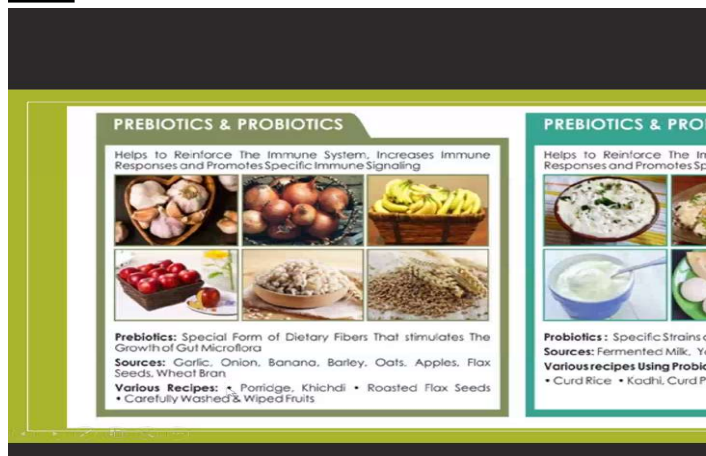 PREBIOTICS & PROBIOTICS
Helps to Reinforce The Immune System, Increases Immune
Responses and Promotes Specific Immune Signaling
Prebiotics: Special Form of Dietary Fibers That stimulates The
Growth of Gut Microflora
Sources: Garlic, Onion, Banana, Barley, Oats, Apples, Flax
Seeds, Wheat Bran
Various Recipes: • Porridge, Khichdi • Roasted Flax Seeds
• Carefully Washed & Wiped Fruits
PREBIOTICS & PRO
Helps to Reinforce The Im
Responses and Promotes Sp
Probiotics : Specific Strains
Sources: Fermented Milk, Yo
Various recipes Using Probio
• Curd Rice • Kadhi, Curd P